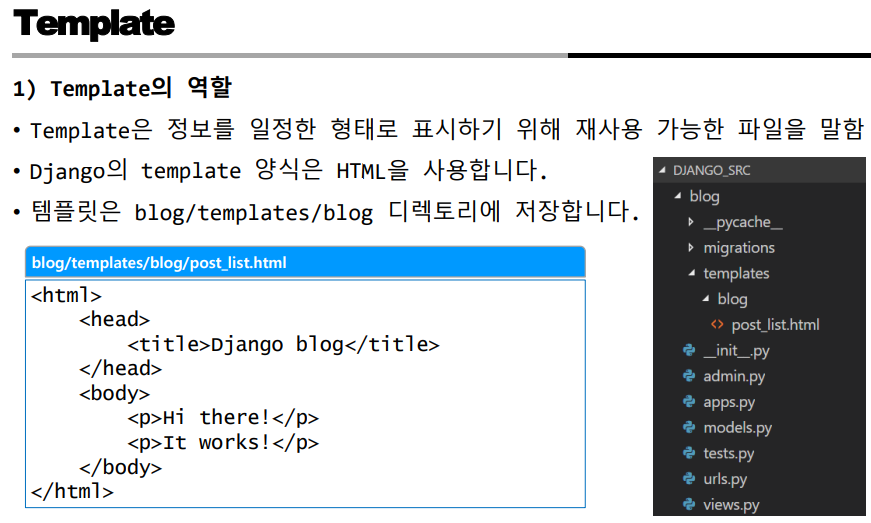 Template
1) Template의 역할
• Template은 정보를 일정한 형태로 표시하기 위해 재사용 가능한 파일을 말함
• Django의 template 양식은 HTML을 사용합니다.
• 템플릿은 blog/templates/blog 디렉토리에 저장합니다.
blog/templates/blog/post_list.html
<html>
    <head>
        <title>Django blog</title>
    </head>
    <body>
        <p>Hi there!</p>
        <p>It works!</p>
    </body>
</html>
DJANGO_SRC
blog
__pycache__
migrations
templates
blog
<> post_list.html
__init__.py
admin.py
apps.py
models.py
tests.py
urls.py
views.py